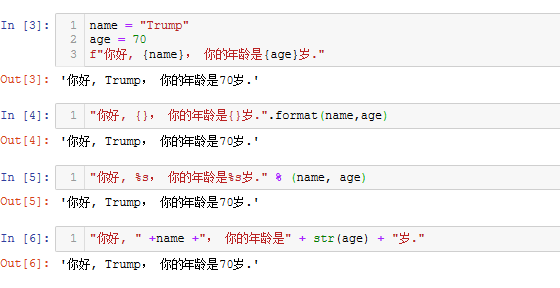 In [3]: 1 name = "Trump"
2 age = 70
3 f"你好, {name}， 你的年龄是{age}岁."
Out[3]: '你好, Trump， 你的年龄是70岁.'
In [4]: 1 "你好, {}， 你的年龄是{}岁.".format(name,age)
Out[4]: '你好, Trump， 你的年龄是70岁.'
In [5]: 1 "你好, %s， 你的年龄是%s岁." % (name, age)
Out[5]: '你好, Trump， 你的年龄是70岁.'
In [6]: 1 "你好, " +name +"， 你的年龄是" + str(age) + "岁."
Out[6]: '你好, Trump， 你的年龄是70岁.'